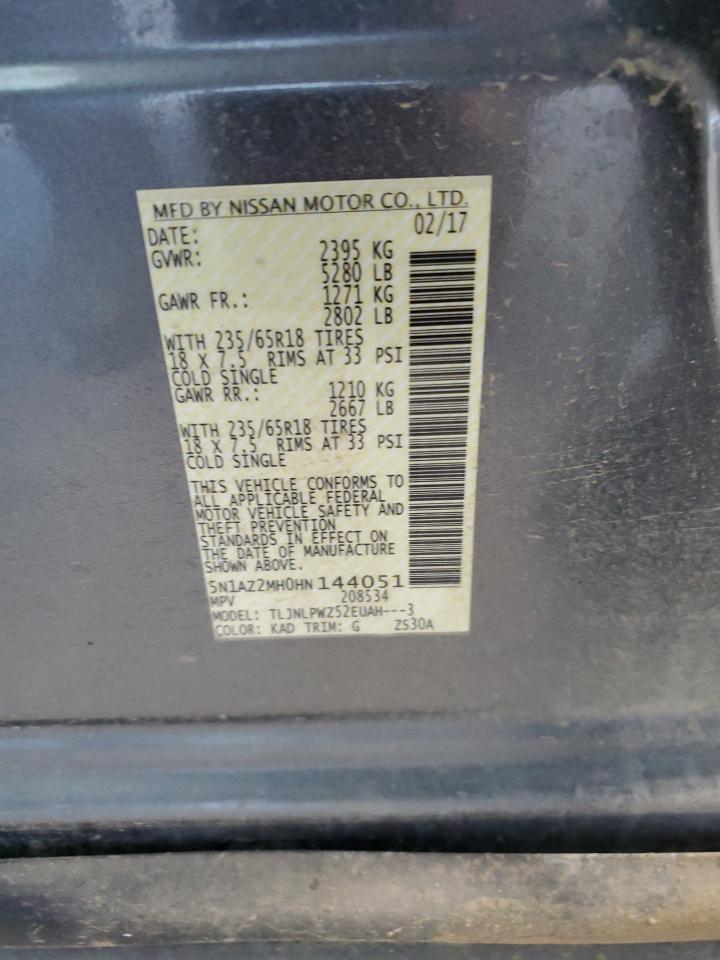 MFD BY NISSAN MOTOR CO., LTD.
DATE: 02/17
GVWR: 2395 KG
5280 LB
GAWR FR.: 1271 KG
2802 LB
WITH 235/65R18 TIRES
18 X 7.5 RIMS AT 33 PSI
COLD SINGLE
GAWR RR.: 1210 KG
2667 LB
WITH 235/65R18 TIRES
18 X 7.5 RIMS AT 33 PSI
COLD SINGLE
THIS VEHICLE CONFORMS TO
ALL APPLICABLE FEDERAL
MOTOR VEHICLE SAFETY AND
THEFT PREVENTION
STANDARDS IN EFFECT ON
THE DATE OF MANUFACTURE
SHOWN ABOVE.
5N1AZ2MH0HN144051
MPV 208534
MODEL: TLJNLPWZ52EUAH---3
COLOR: KAD TRIM: G ZS30A